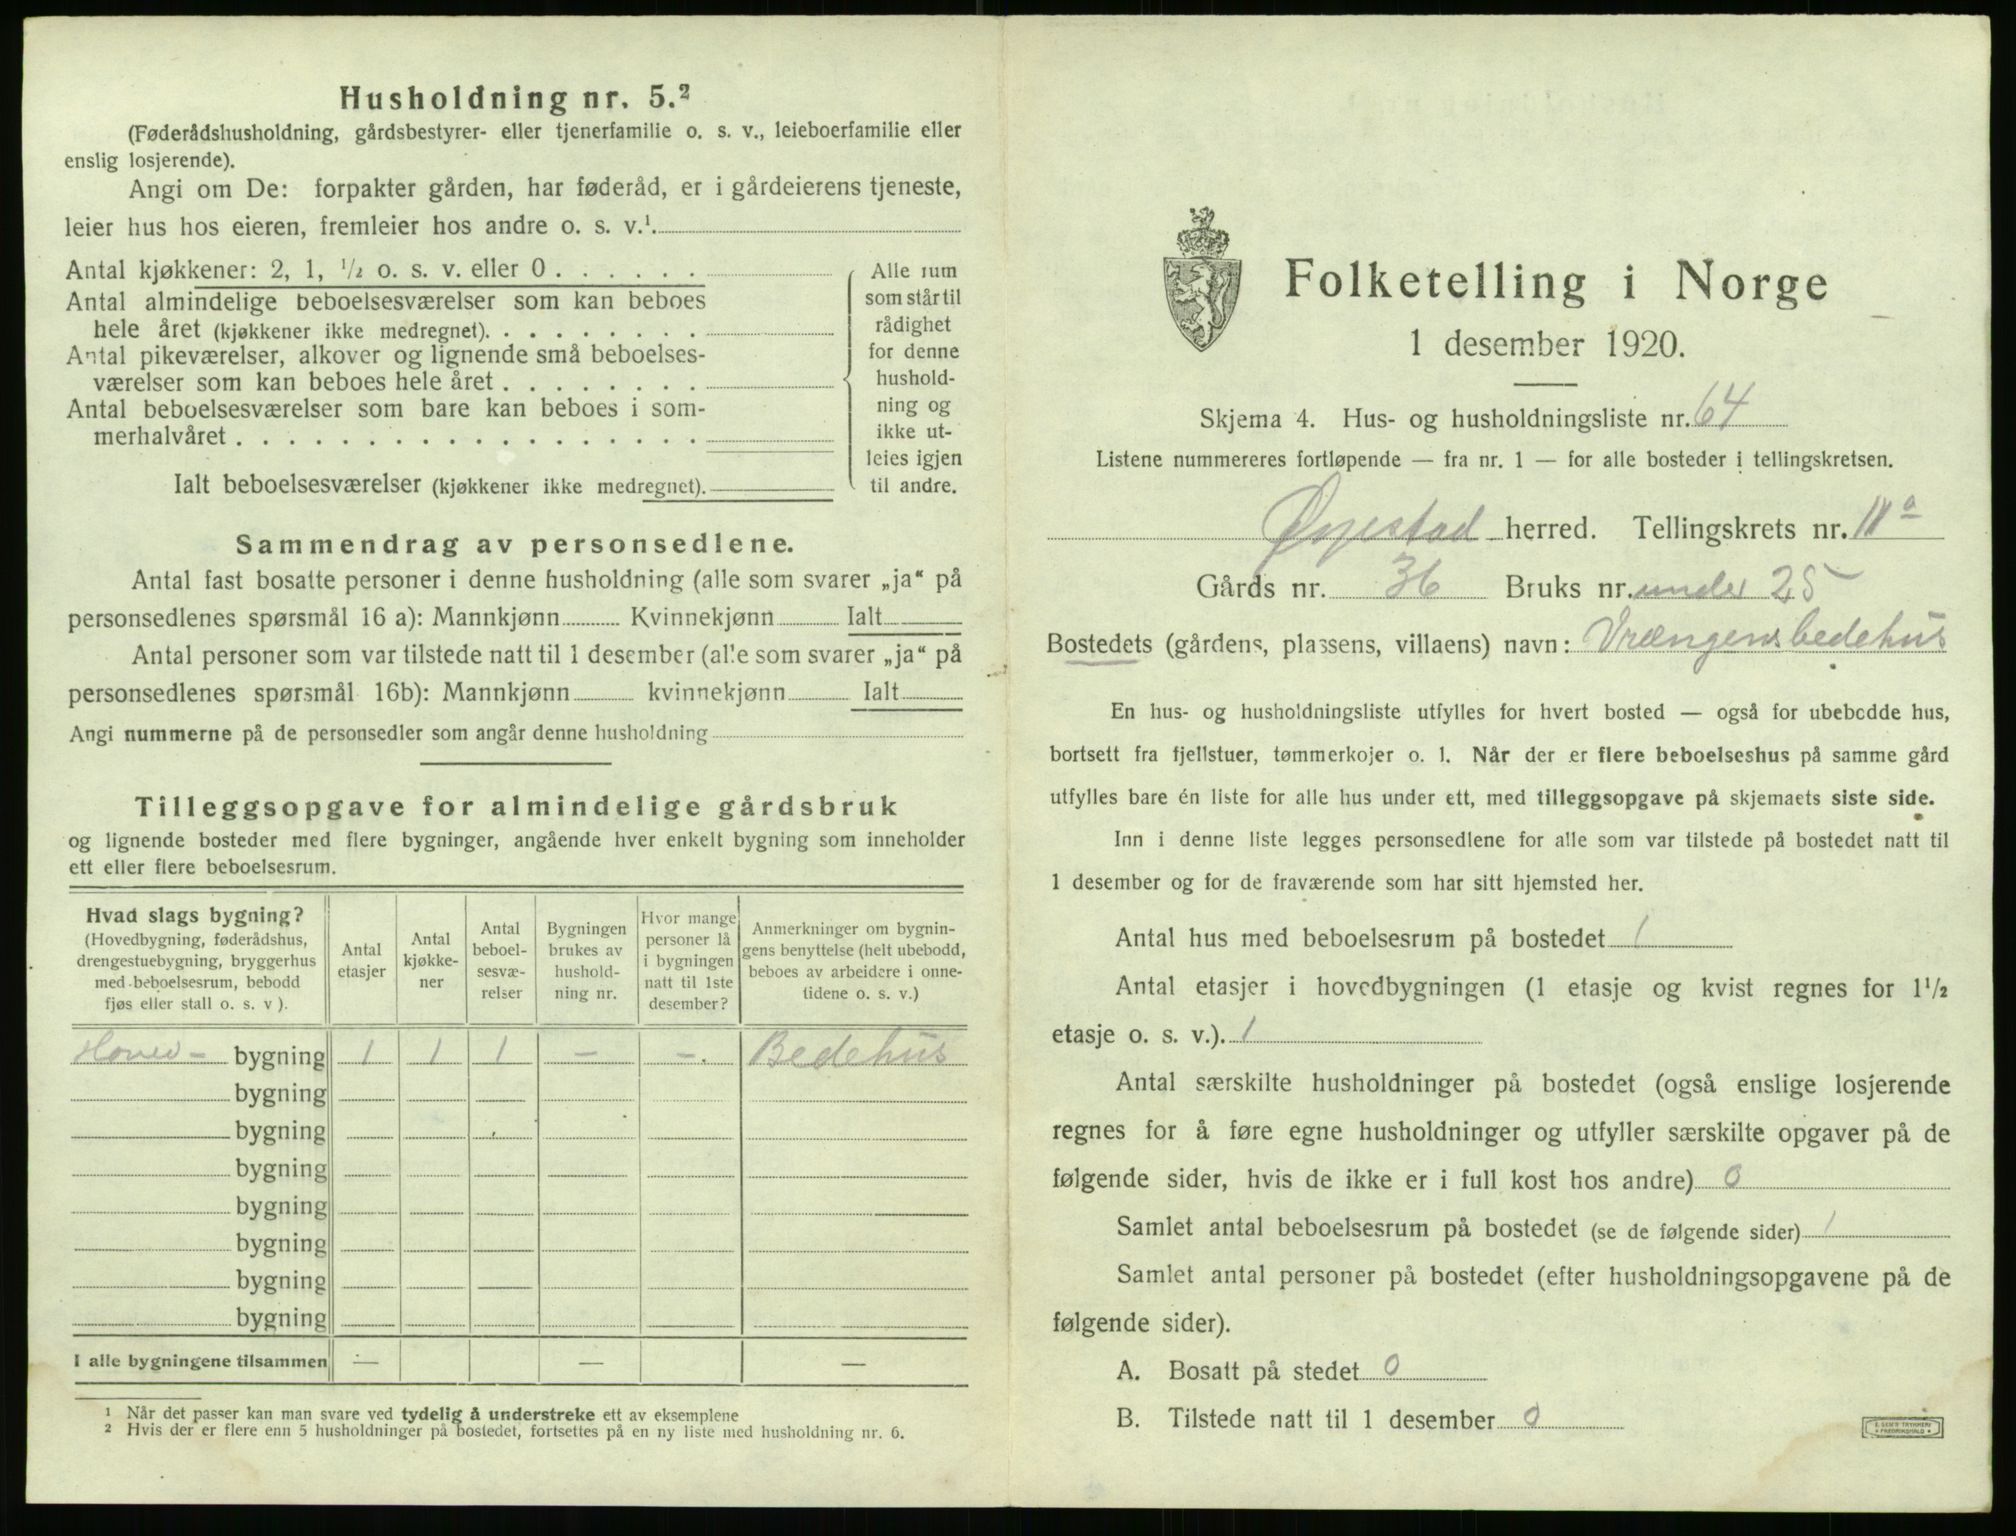 Husholdning nr. 5.²
(Føderådshusholdning, gårdsbestyrer- eller tjenerfamilie o. s. v., leieboerfamilie eller
enslig losjerende).
Angi om De: forpakter gården, har føderåd, er i gårdeierens tjeneste,
leier hus hos eieren, fremleier hos andre o. s. v.¹.
Antal kjøkkener: 2, 1, ½ o. s. v. eller 0 . . . . . .
Antal almindelige beboelsesværelser som kan beboes
hele året (kjøkkener ikke medregnet). . . . . . . . .
Antal pikeværelser, alkover og lignende små beboelses-
værelser som kan beboes hele året . . . . . . . .
Antal beboelsesværelser som bare kan beboes i som-
merhalvåret . . . . . . . . . . . . . . . . . .
Ialt beboelsesværelser (kjøkkener ikke medregnet).
Alle rum
som står til
rådighet
for denne
hushold-
ning og
ikke ut-
leies igjen
til andre.
Sammendrag av personsedlene.
Antal fast bosatte personer i denne husholdning (alle som svarer „ja“ på
personsedlenes spørsmål 16 a): Mannkjønn Kvinnekjønn Ialt
Antal personer som var tilstede natt til 1 desember (alle som svarer „ja“ på
personsedlenes spørsmål 16b): Mannkjønn kvinnekjønn Ialt
Angi nummerne på de personsedler som angår denne husholdning
Tilleggsopgave for almindelige gårdsbruk
og lignende bosteder med flere bygninger, angående hver enkelt bygning som inneholder
ett eller flere beboelsesrum.
Hvad slags bygning?
(Hovedbygning, føderådshus,
drengestuebygning, bryggerhus
med beboelsesrum, bebodd
fjøs eller stall o. s. v ).
Antal
etasjer
Antal
kjøkke-
ner
Antal
beboel-
sesvæ-
relser
Bygningen
brukes av
hushold-
ning nr.
Hvor mange
personer lå
i bygningen
natt til 1ste
desember?
Anmerkninger om bygnin-
gens benyttelse (helt ubebodd,
beboes av arbeidere i onne-
tidene o. s. v.)
Hoved- bygning 1 1 1 - - Bedehus
bygning
bygning
bygning
bygning
bygning
bygning
bygning
I alle bygningene tilsammen — — —
¹ Når det passer kan man svare ved tydelig å understreke ett av eksemplene
² Hvis der er flere enn 5 husholdninger på bostedet, fortsettes på en ny liste med husholdning nr. 6.
Folketelling i Norge
1 desember 1920.
Skjema 4. Hus- og husholdningsliste nr. 64
Listene nummereres fortløpende — fra nr. 1 — for alle bosteder i tellingskretsen.
Øyestad herred. Tellingskrets nr. 11a
Gårds nr. 36 Bruks nr. under 25
Bostedets (gårdens, plassens, villaens) navn: Vrængens bedehus
En hus- og husholdningsliste utfylles for hvert bosted — også for ubebodde hus,
bortsett fra fjellstuer, tømmerkojer o. l. Når der er flere beboelseshus på samme gård
utfylles bare én liste for alle hus under ett, med tilleggsopgave på skjemaets siste side.
Inn i denne liste legges personsedlene for alle som var tilstede på bostedet natt til
1 desember og for de fraværende som har sitt hjemsted her.
Antal hus med beboelsesrum på bostedet 1
Antal etasjer i hovedbygningen (1 etasje og kvist regnes for 1½
etasje o. s. v.). 1
Antal særskilte husholdninger på bostedet (også enslige losjerende
regnes for å føre egne husholdninger og utfyller særskilte opgaver på de
følgende sider, hvis de ikke er i full kost hos andre) 0
Samlet antal beboelsesrum på bostedet (se de følgende sider) 1
Samlet antal personer på bostedet (efter husholdningsopgavene på de
følgende sider).
A. Bosatt på stedet 0
B. Tilstede natt til 1 desember 0